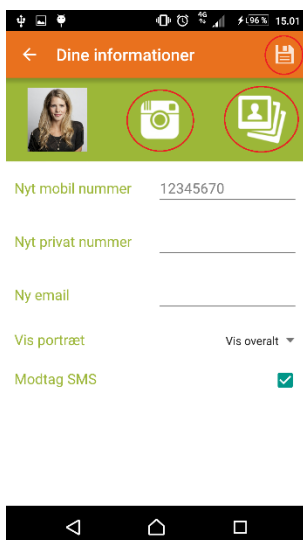 4G 96% 15.01
Dine informationer
Nyt mobil nummer 12345670
Nyt privat nummer
Ny email
Vis portræt Vis overalt
Modtag SMS